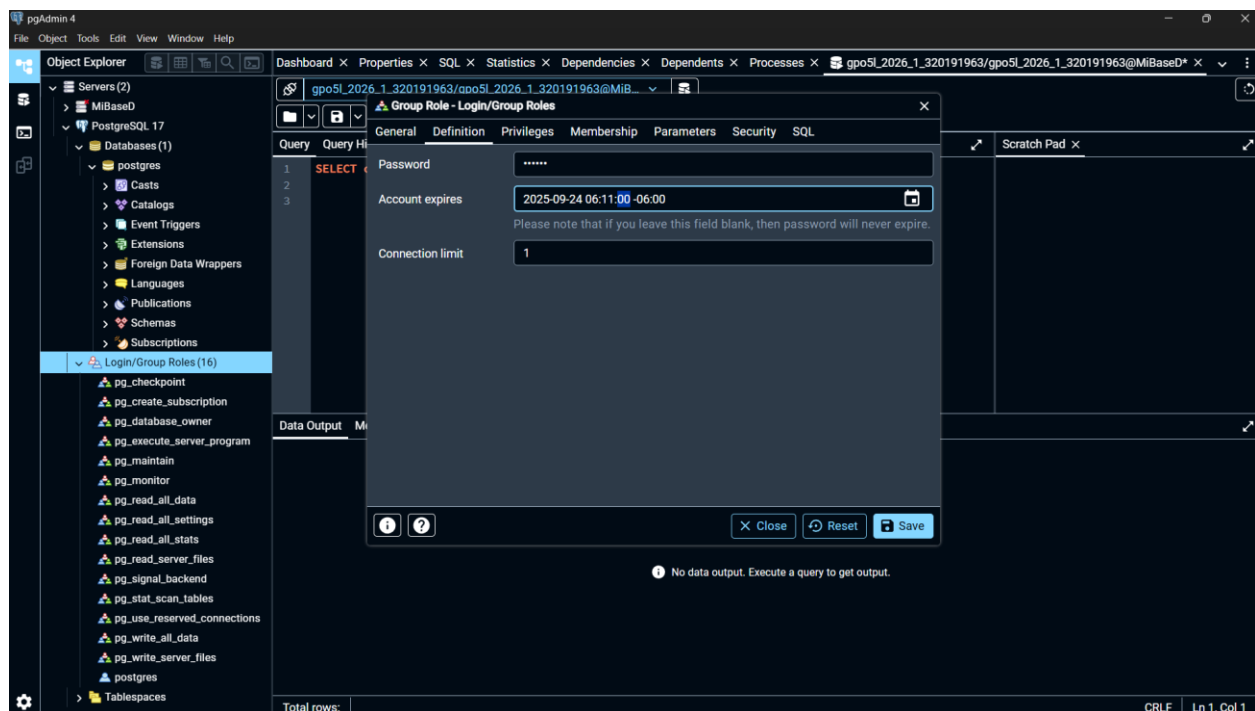 pgAdmin 4
File Object Tools Edit View Window Help
Object Explorer
Dashboard Properties SQL Statistics Dependencies Dependents Processes gpo5l_2026_1_320191963/gpo5l_2026_1_320191963@MiBaseD*
Servers (2)
MiBaseD
PostgreSQL 17
Databases (1)
postgres
Casts
Catalogs
Event Triggers
Extensions
Foreign Data Wrappers
Languages
Publications
Schemas
Subscriptions
Login/Group Roles (16)
pg_checkpoint
pg_create_subscription
pg_database_owner
pg_execute_server_program
pg_maintain
pg_monitor
pg_read_all_data
pg_read_all_settings
pg_read_all_stats
pg_read_server_files
pg_signal_backend
pg_stat_scan_tables
pg_use_reserved_connections
pg_write_all_data
pg_write_server_files
postgres
Tablespaces
gpo5l_2026_1_320191963/gpo5l_2026_1_320191963@MiB...
Query Query Hi
1 SELECT
2
3
Scratch Pad
Group Role - Login/Group Roles
General Definition Privileges Membership Parameters Security SQL
Password ••••••
Account expires 2025-09-24 06:11:00 -06:00
Please note that if you leave this field blank, then password will never expire.
Connection limit 1
Close Reset Save
Data Output
No data output. Execute a query to get output.
Total rows:
CRLF Ln 1, Col 1